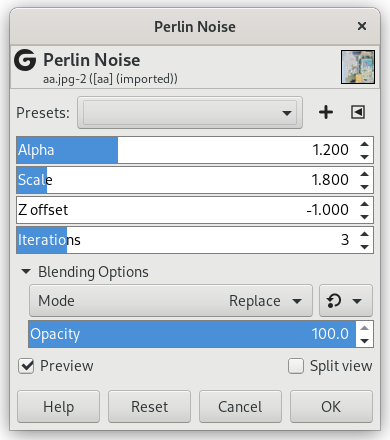 Perlin Noise
Perlin Noise
aa.jpg-2 ([aa] (imported))
Presets:
Alpha 1.200
Scale 1.800
Z offset -1.000
Iterations 3
Blending Options
Mode Replace
Opacity 100.0
Preview Split view
Help Reset Cancel OK